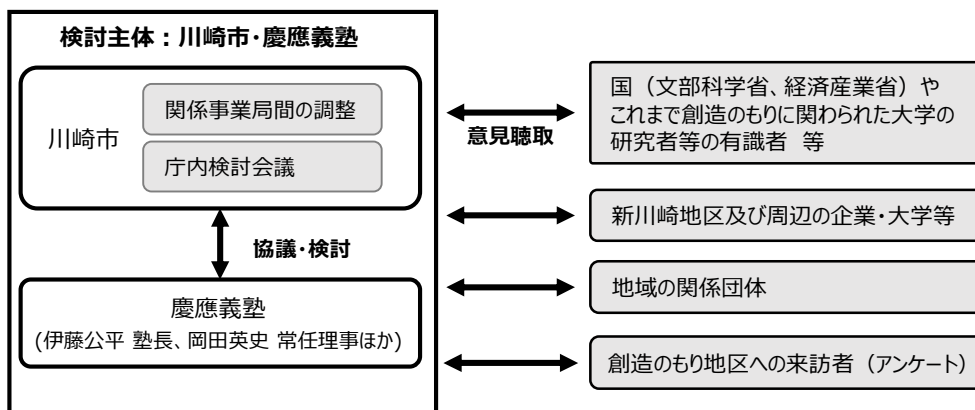 検討主体：川崎市・慶應義塾
川崎市
関係事業局間の調整
庁内検討会議
協議・検討
慶應義塾
(伊藤公平 塾長、岡田英史 常任理事ほか)
意見聴取
国（文部科学省、経済産業省）や
これまで創造のもりに関わられた大学の
研究者等の有識者 等
新川崎地区及び周辺の企業・大学等
地域の関係団体
創造のもり地区への来訪者（アンケート）